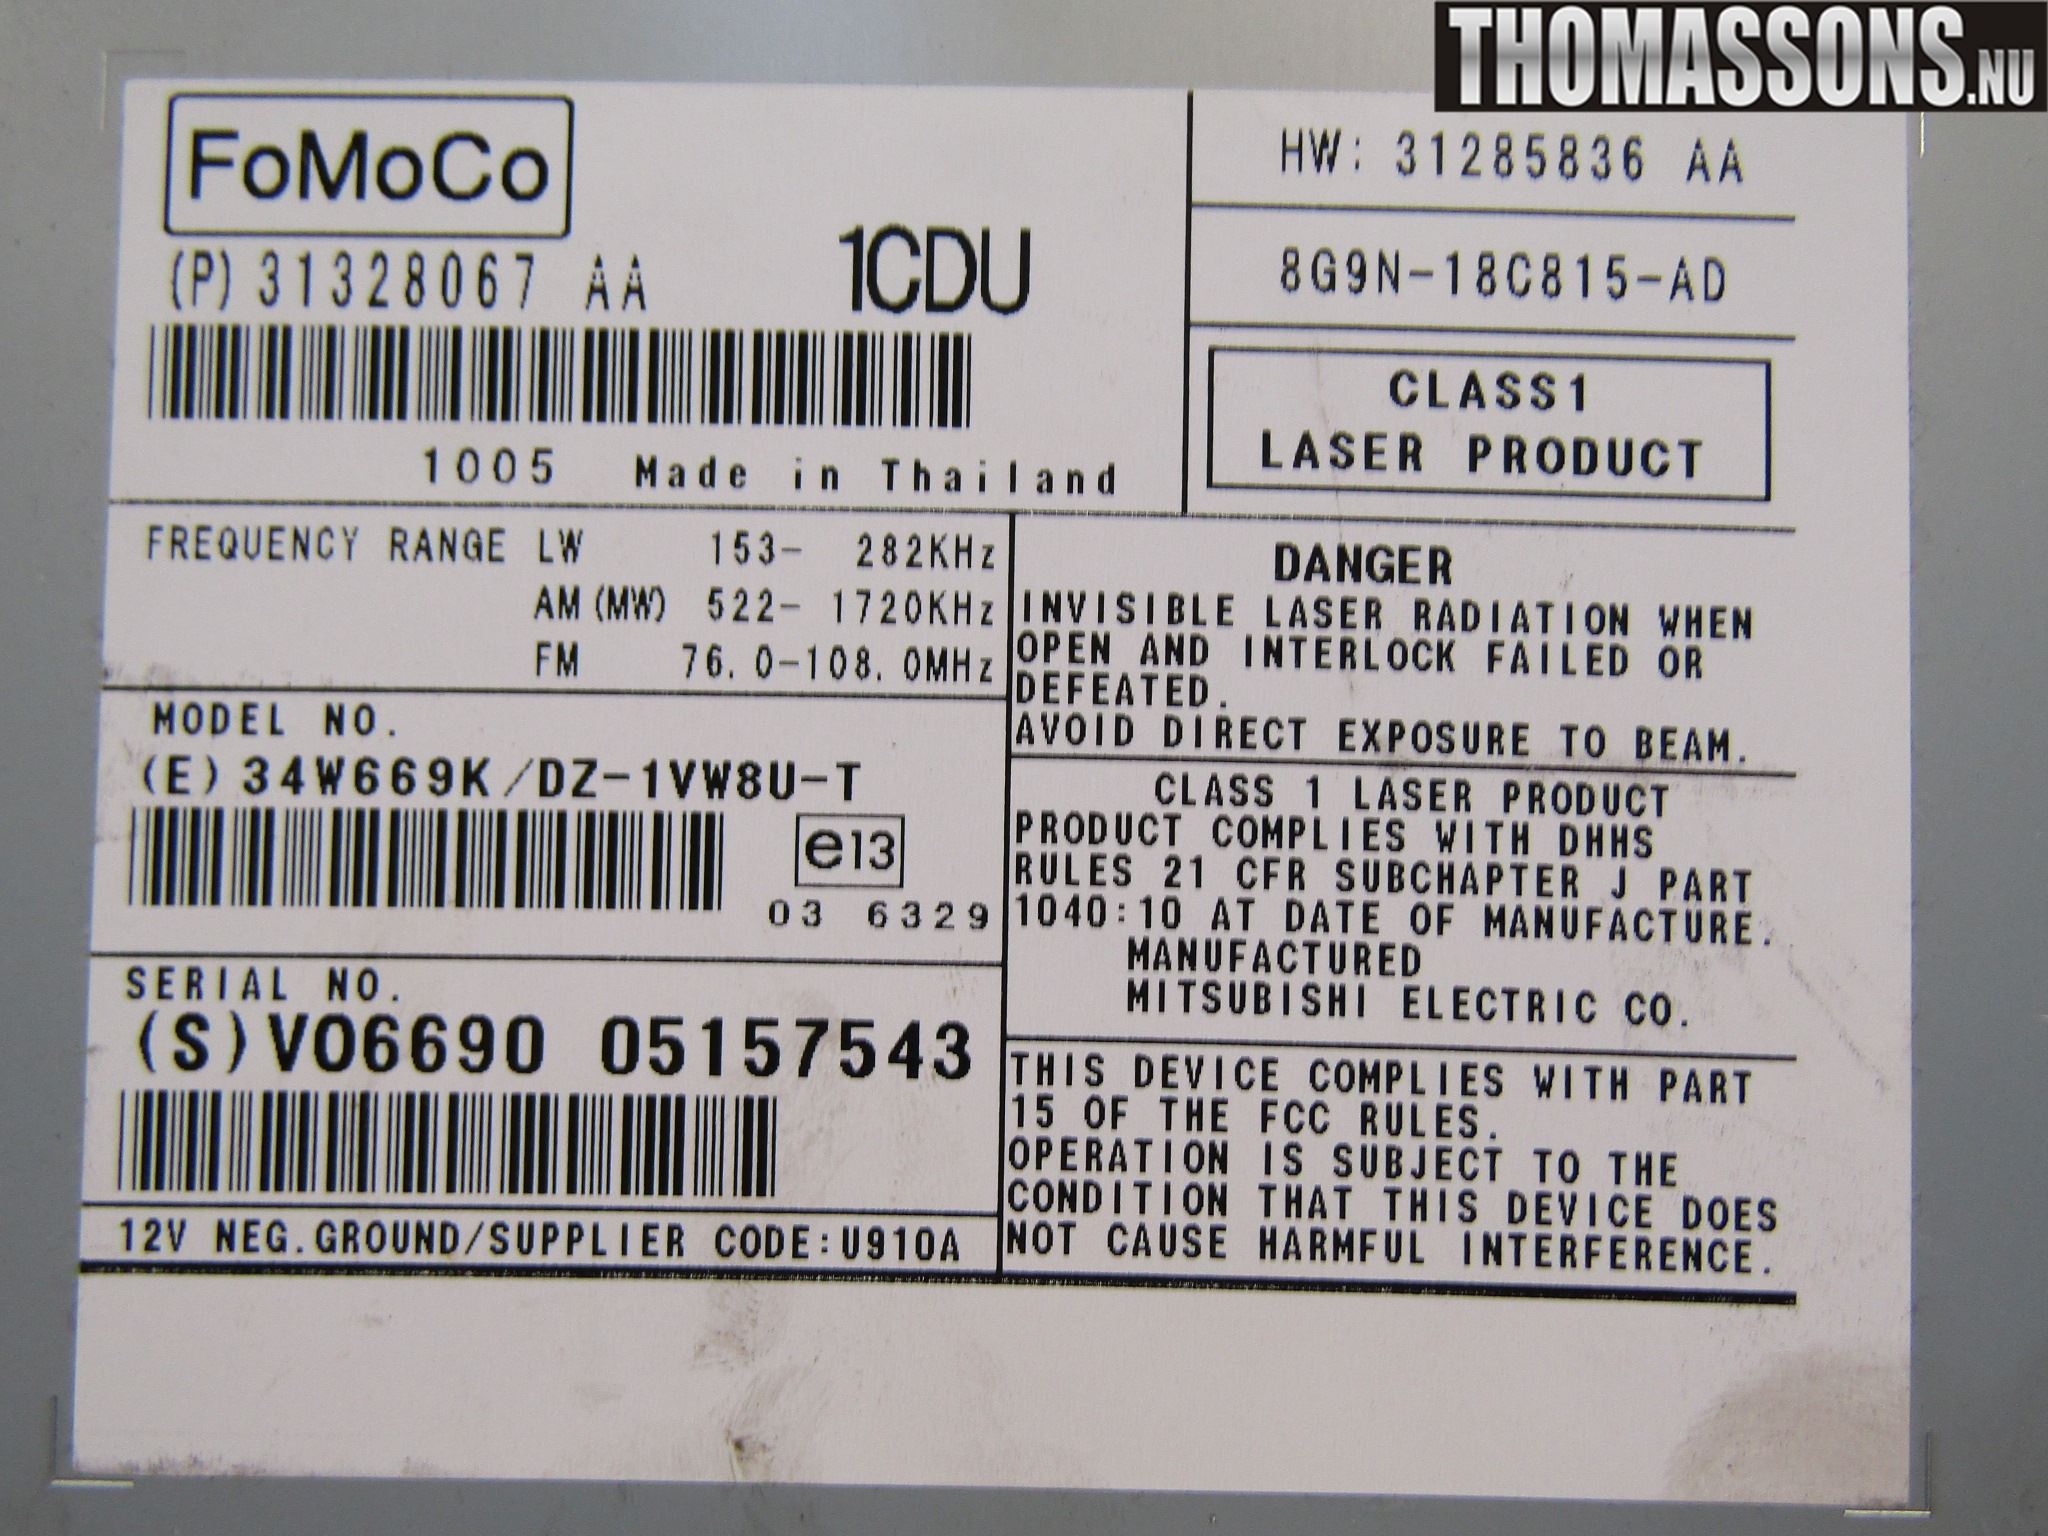 THOMASSONS.NU
FoMoCo
(P) 31328067 AA
1CDU
1005 Made in Thailand
HW: 31285836 AA
8G9N-18C815-AD
CLASS1
LASER PRODUCT
FREQUENCY RANGE LW 153- 282KHz
AM (MW) 522- 1720KHz
FM 76.0-108.0MHz
MODEL NO.
(E) 34W669K/DZ-1VW8U-T
e13
03 6329
SERIAL NO.
(S) VO6690 05157543
12V NEG.GROUND/SUPPLIER CODE:U910A
DANGER
INVISIBLE LASER RADIATION WHEN
OPEN AND INTERLOCK FAILED OR
DEFEATED.
AVOID DIRECT EXPOSURE TO BEAM.
CLASS 1 LASER PRODUCT
PRODUCT COMPLIES WITH DHHS
RULES 21 CFR SUBCHAPTER J PART
1040:10 AT DATE OF MANUFACTURE.
MANUFACTURED
MITSUBISHI ELECTRIC CO.
THIS DEVICE COMPLIES WITH PART
15 OF THE FCC RULES.
OPERATION IS SUBJECT TO THE
CONDITION THAT THIS DEVICE DOES
NOT CAUSE HARMFUL INTERFERENCE.